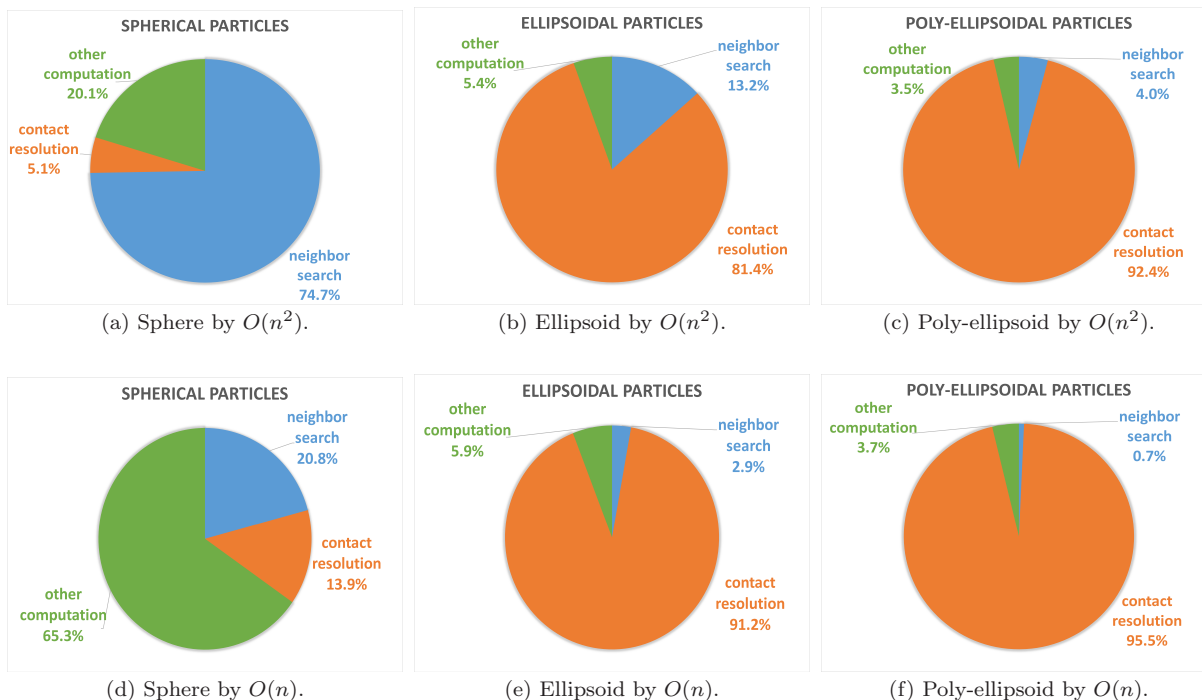 SPHERICAL PARTICLES
other
computation
20.1%
contact
resolution
5.1%
neighbor
search
74.7%
(a) Sphere by O(n²).
ELLIPSOIDAL PARTICLES
other
computation
5.4%
neighbor
search
13.2%
contact
resolution
81.4%
(b) Ellipsoid by O(n²).
POLY-ELLIPSOIDAL PARTICLES
other
computation
3.5%
neighbor
search
4.0%
contact
resolution
92.4%
(c) Poly-ellipsoid by O(n²).
SPHERICAL PARTICLES
neighbor
search
20.8%
contact
resolution
13.9%
other
computation
65.3%
(d) Sphere by O(n).
ELLIPSOIDAL PARTICLES
other
computation
5.9%
neighbor
search
2.9%
contact
resolution
91.2%
(e) Ellipsoid by O(n).
POLY-ELLIPSOIDAL PARTICLES
other
computation
3.7%
neighbor
search
0.7%
contact
resolution
95.5%
(f) Poly-ellipsoid by O(n).